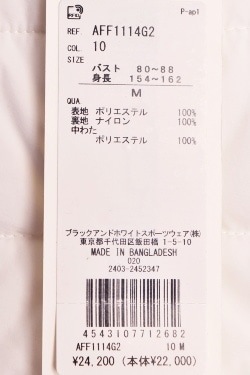 P-apl
REF. AFF1114G2
COL. 10
SIZE
バスト 80~88
身長 154~162
M
QUA.
表地 ポリエステル 100%
裏地 ナイロン 100%
中わた
ポリエステル 100%
ブラックアンドホワイトスポーツウェア(株)
東京都千代田区飯田橋 1-5-10
MADE IN BANGLADESH
020
2403-2452347
4543107712682
AFF1114G2 10 M
¥24,200 (本体¥22,000)